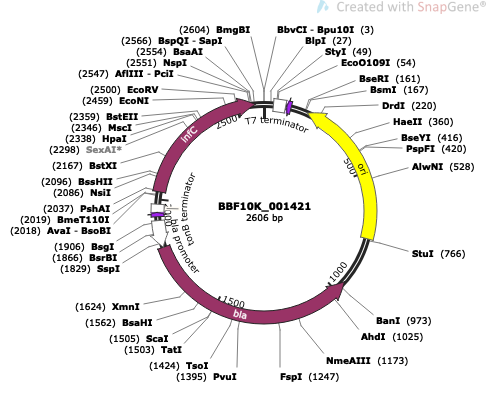 Created with SnapGene®
(2604) BmgBI
BbvCI - Bpu10I (3)
(2566) BspQI - SapI
BlpI (27)
(2554) BsaAI
StyI (49)
(2551) NspI
EcoO109I (54)
(2547) AflIII - PciI
BseRI (161)
(2500) EcoRV
BsmI (167)
(2459) EcoNI
DrdI (220)
(2359) BstEII
HaeII (360)
(2346) MscI
BseYI (416)
(2338) HpaI
PspFI (420)
(2298) SexAI*
AlwNI (528)
(2167) BstXI
(2096) BssHII
(2086) NsiI
(2037) PshAI
(2019) BmeT110I
(2018) AvaI - BsoBI
(1906) BsgI
(1866) BsrBI
StuI (766)
(1829) SspI
(1624) XmnI
BanI (973)
(1562) BsaHI
AhdI (1025)
(1505) ScaI
(1503) TatI
NmeAIII (1173)
(1424) TsoI
(1395) PvuI
FspI (1247)
BBF10K_001421
2606 bp
T7 terminator
ori
bla
bla promoter
tonB terminator
infC
500
1000
1500
2000
2500